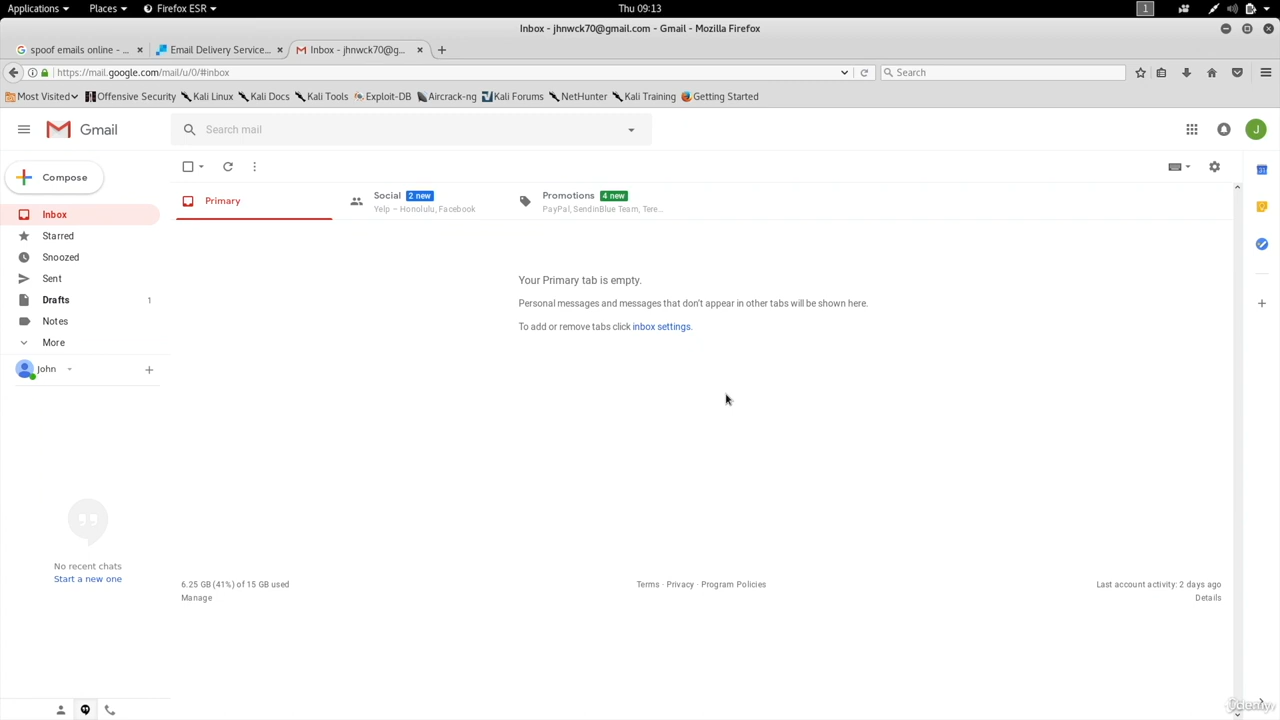 Applications Places Firefox ESR Thu 09:13 1
Inbox - jhnwck70@gmail.com - Gmail - Mozilla Firefox
spoof emails online - ... × Email Delivery Service... × Inbox - jhnwck70@g... ×
https://mail.google.com/mail/u/0/#inbox Search
Most Visited Offensive Security Kali Linux Kali Docs Kali Tools Exploit-DB Aircrack-ng Kali Forums NetHunter Kali Training Getting Started
Gmail Search mail J
Compose
Primary Social 2 new Promotions 4 new
Yelp – Honolulu, Facebook PayPal, SendinBlue Team, Tere...
Inbox
Starred
Snoozed
Sent
Drafts 1
Notes
More
John
Your Primary tab is empty.
Personal messages and messages that don't appear in other tabs will be shown here.
To add or remove tabs click inbox settings.
No recent chats
Start a new one
6.25 GB (41%) of 15 GB used Terms · Privacy · Program Policies Last account activity: 2 days ago
Manage Details
Udemy